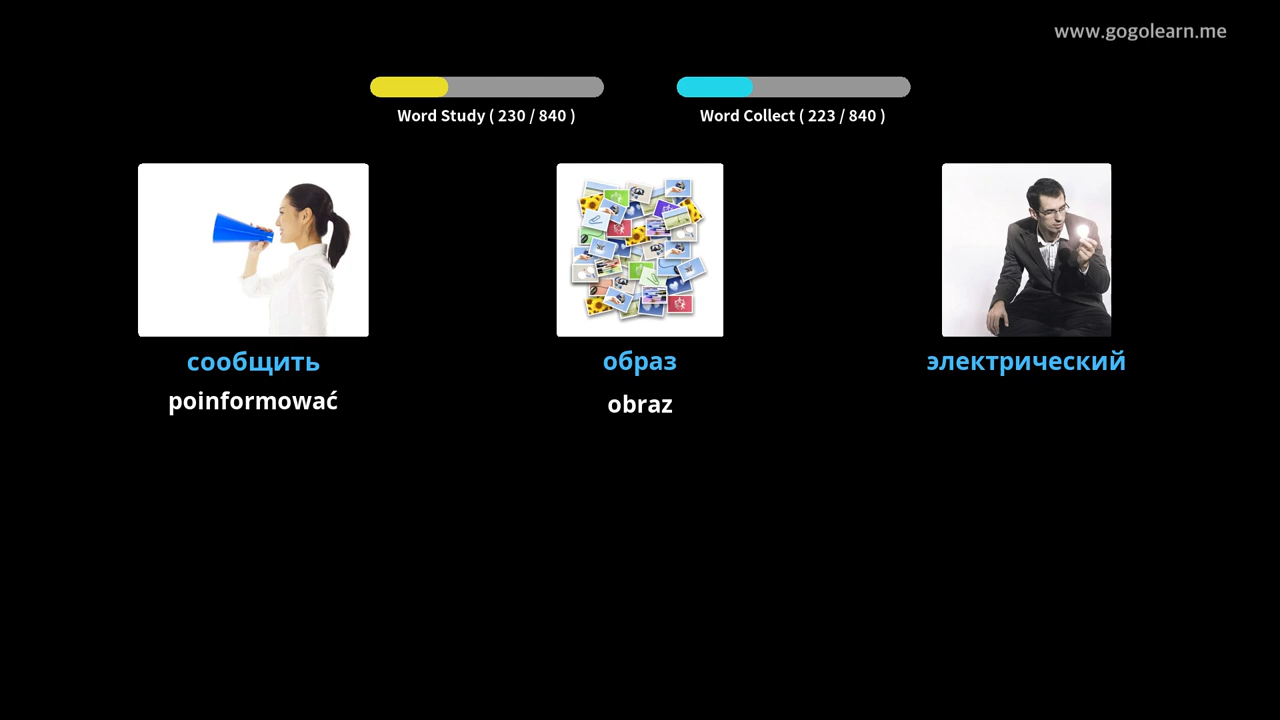 www.gogolearn.me
Word Study ( 230 / 840 )
Word Collect ( 223 / 840 )
сообщить
образ
электрический
poinformować
obraz